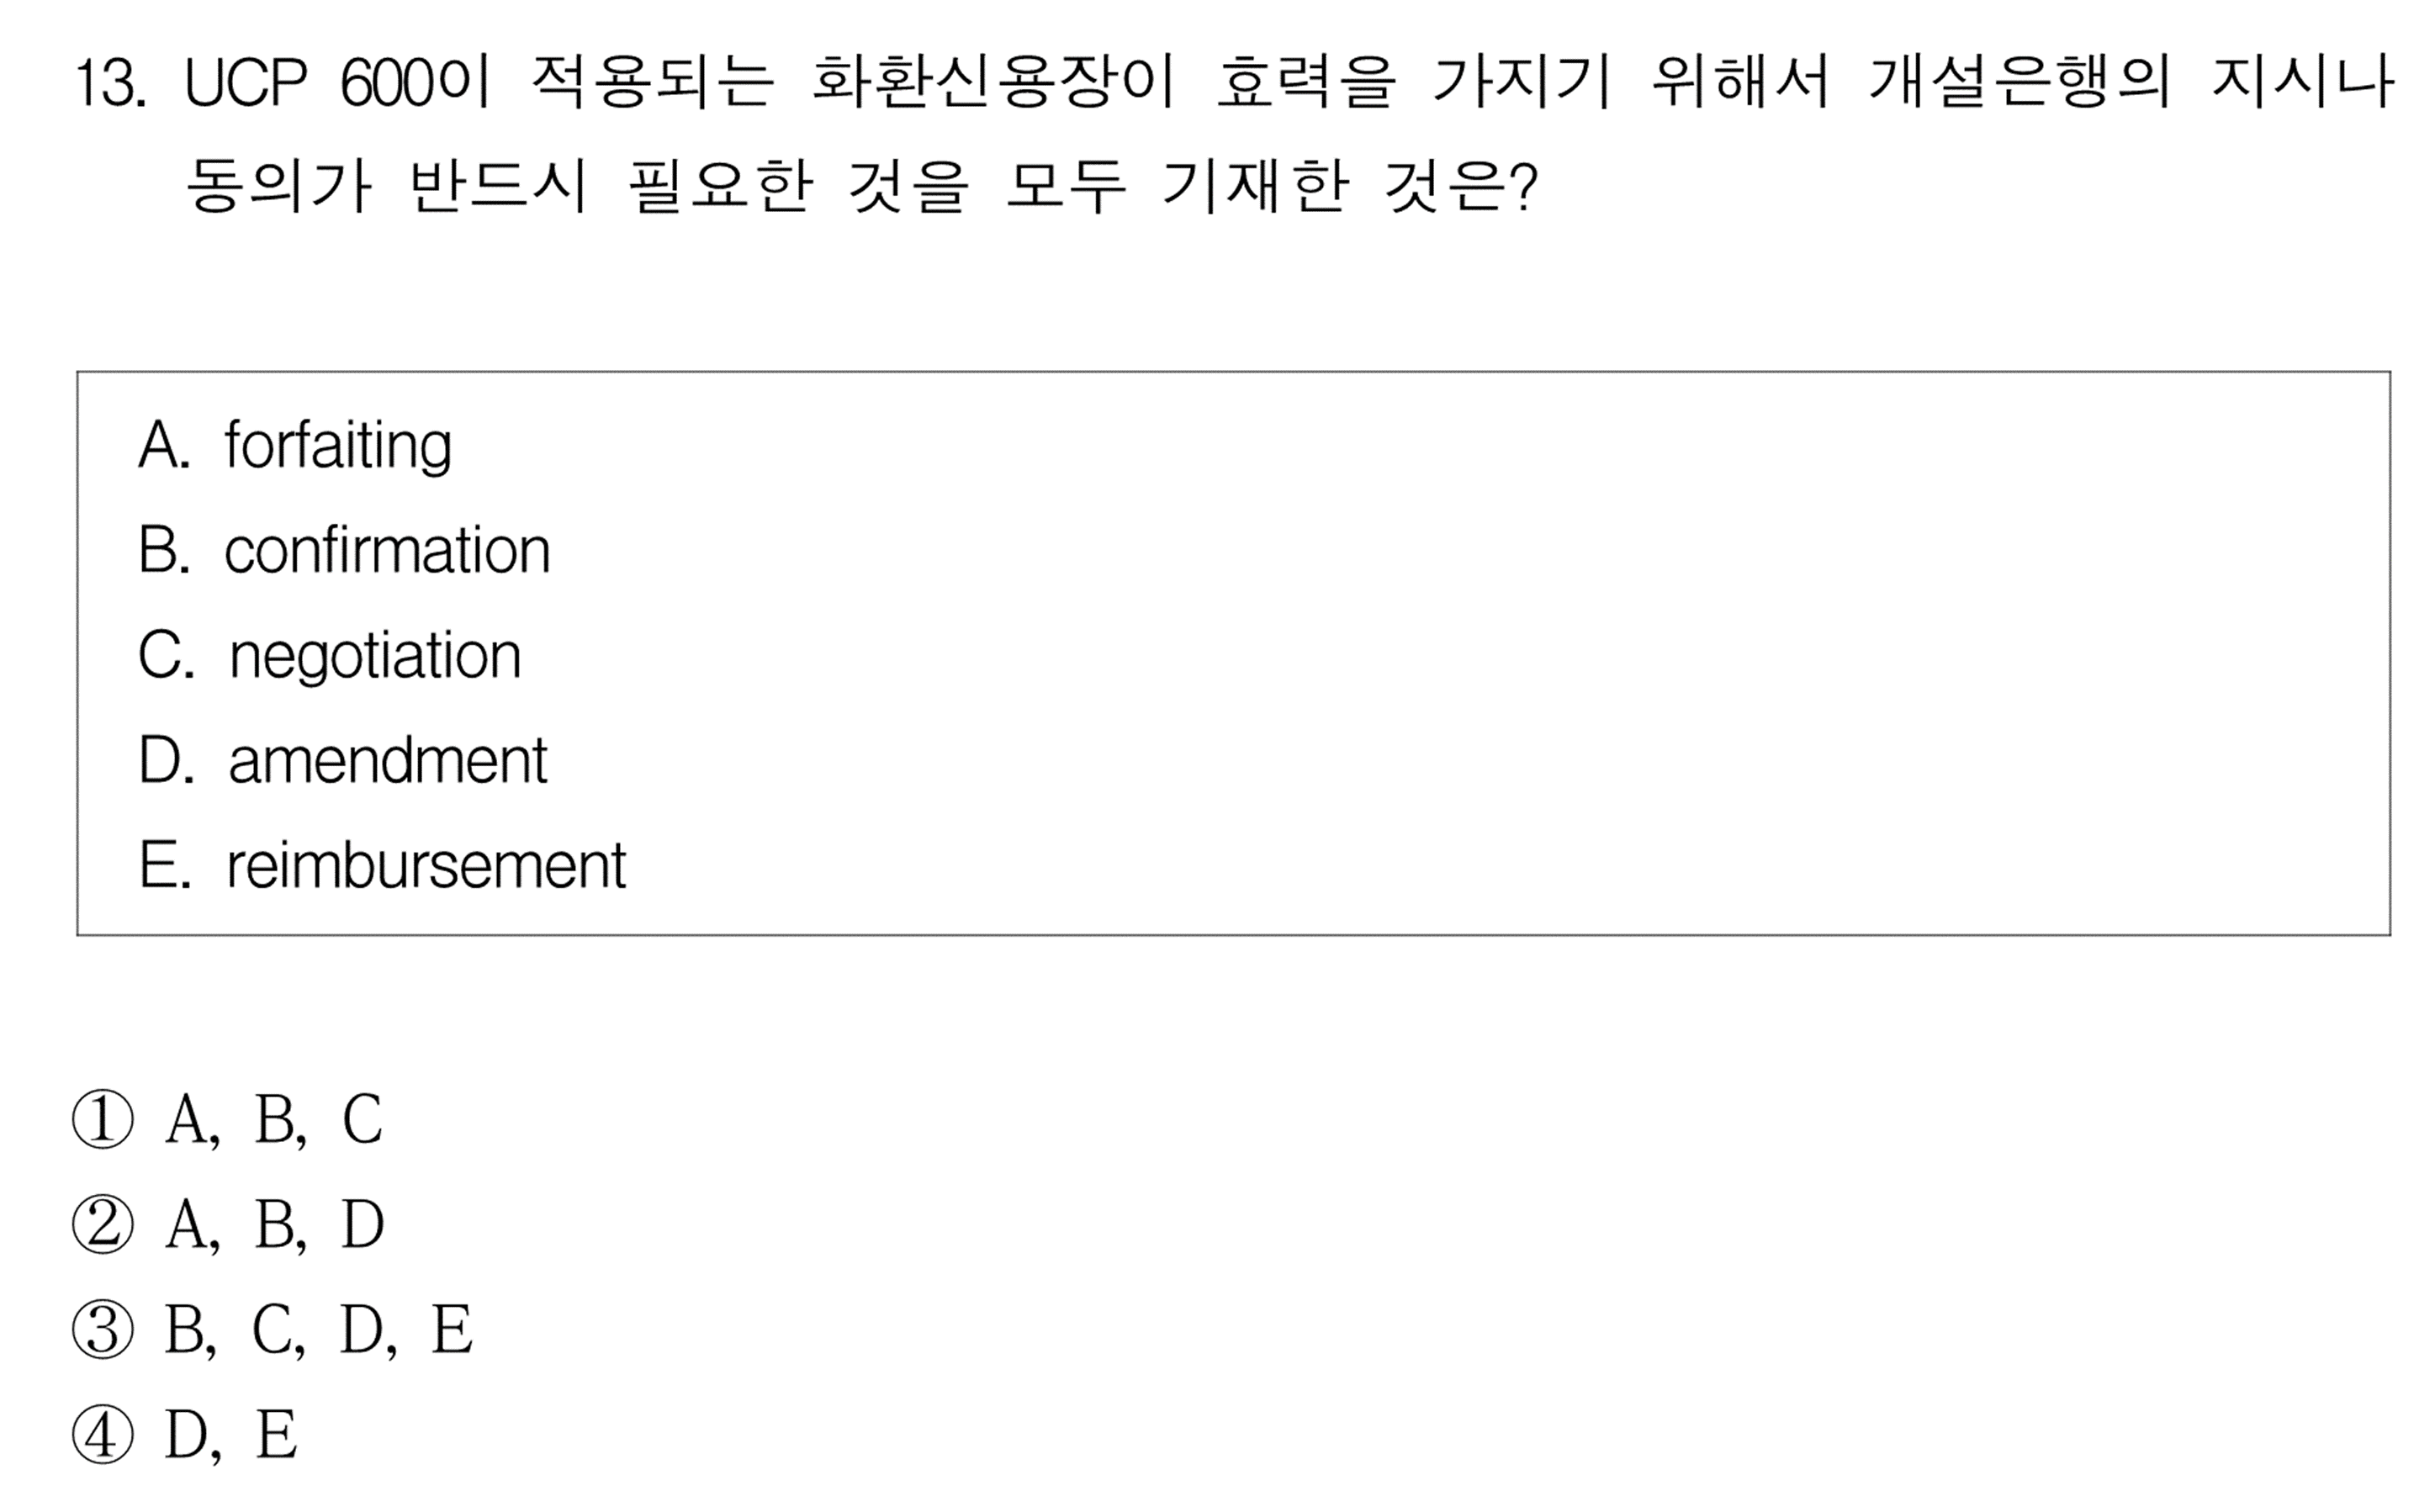 13. UCP 600이 적용되는 화환신용장이 효력을 가지기 위해서 개설은행의 지시나
동의가 반드시 필요한 것을 모두 기재한 것은?
A. forfaiting
B. confirmation
C. negotiation
D. amendment
E. reimbursement
① A, B, C
② A, B, D
③ B, C, D, E
④ D, E